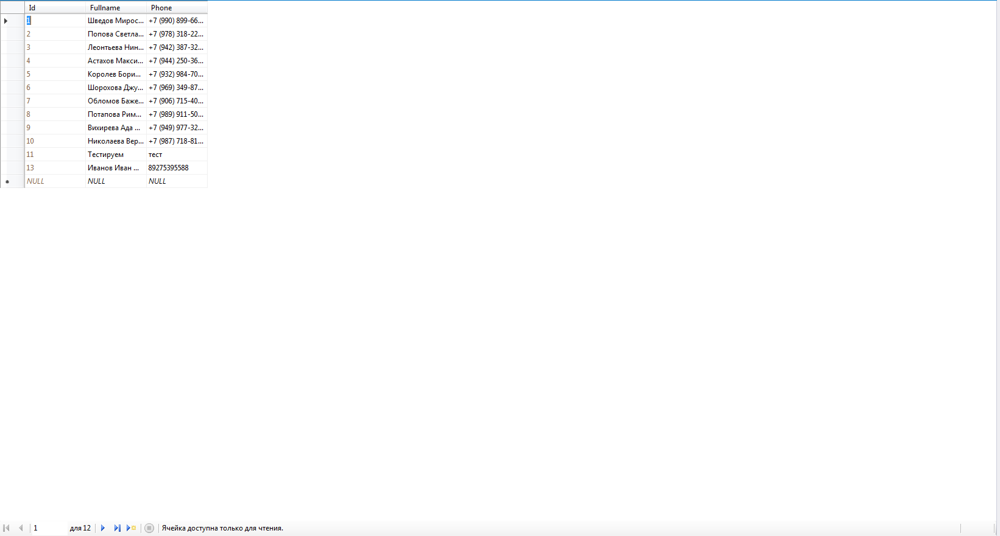 Id Fullname Phone
1 Шведов Мирос... +7 (990) 899-66...
2 Попова Светла... +7 (978) 318-22...
3 Леонтьева Нин... +7 (942) 387-32...
4 Астахов Макси... +7 (944) 250-36...
5 Королев Бори... +7 (932) 984-70...
6 Шорохова Джу... +7 (969) 349-87...
7 Обломов Баже... +7 (906) 715-40...
8 Потапова Рим... +7 (989) 911-50...
9 Вихирева Ада ... +7 (949) 977-32...
10 Николаева Вер... +7 (987) 718-81...
11 Тестируем тест
13 Иванов Иван ... 89275395588
NULL NULL NULL
1 для 12 Ячейка доступна только для чтения.